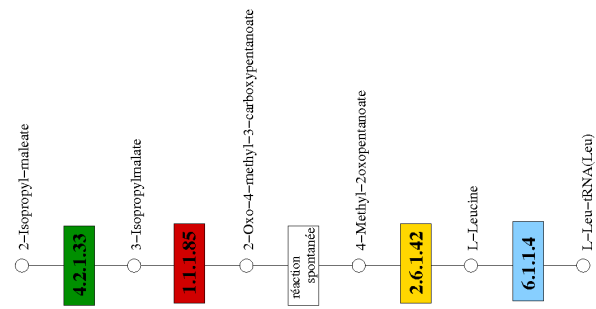 2-Isopropyl-maleate
4.2.1.33
3-Isopropylmalate
1.1.1.85
2-Oxo-4-methyl-3-carboxypentanoate
réaction
spontanée
4-Methyl-2oxopentanoate
2.6.1.42
L-Leucine
6.1.1.4
L-Leu-tRNA(Leu)